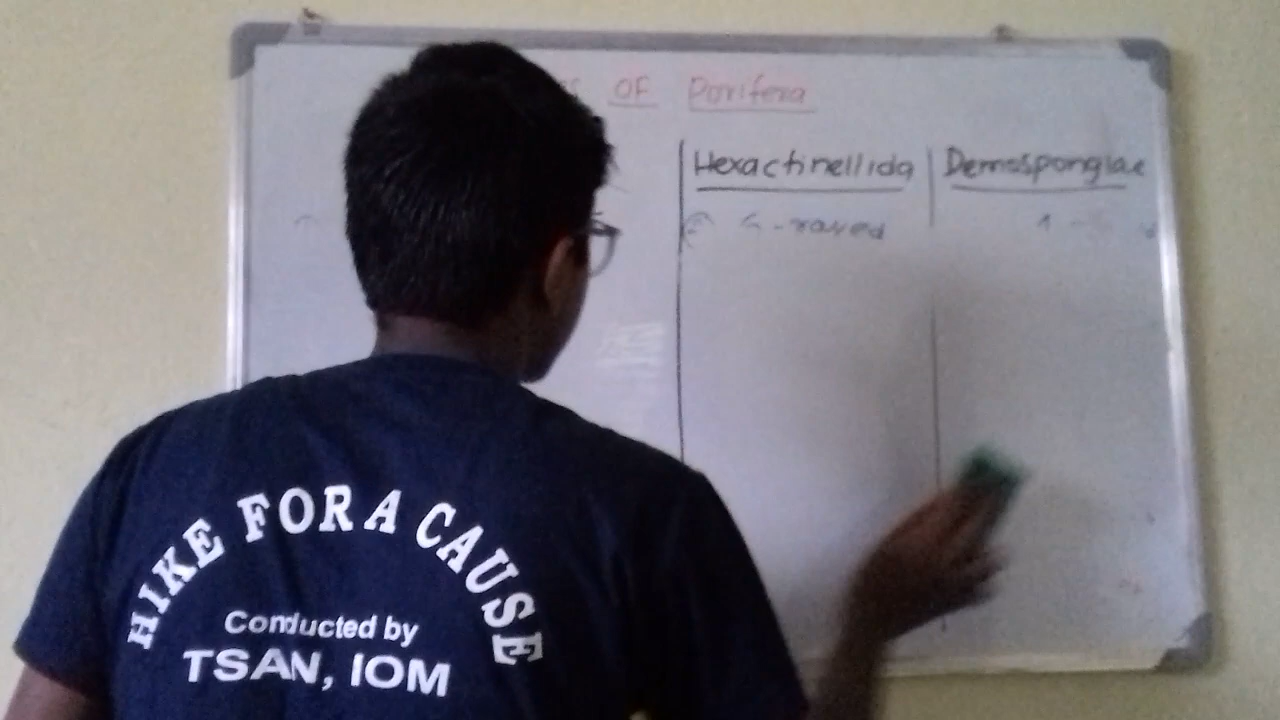 OF Porifera
Hexactinellida
Demospongiae
6-rayed
HIKE FOR A CAUSE
Conducted by
TSAN, IOM